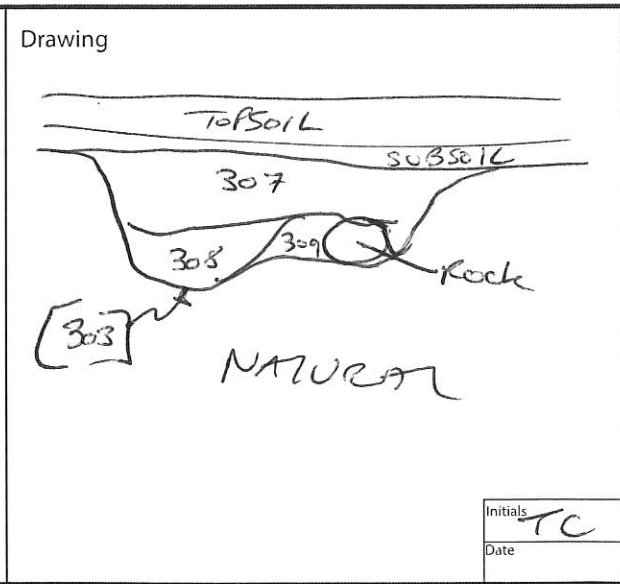 Drawing
TOPSOIL
SUBSOIL
307
308
309
Rock
[303]
NATURAL
Initials TC
Date